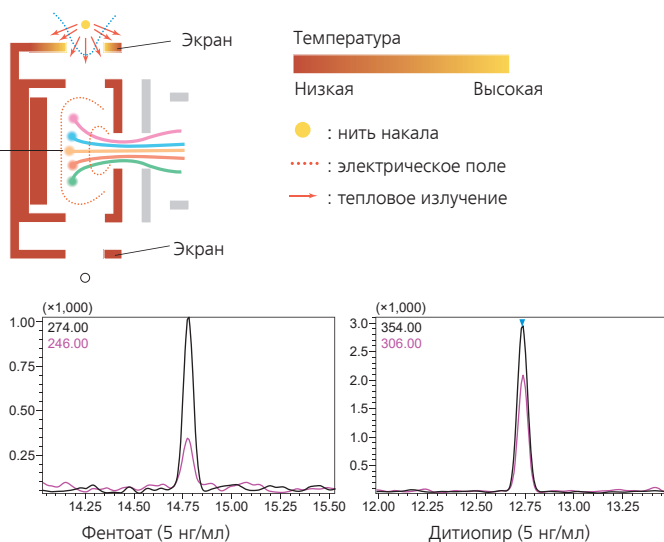 Экран
Температура
Низкая Высокая
: нить накала
: электрическое поле
: тепловое излучение
Экран
(×1,000)
274.00
246.00
1.00
0.75
0.50
0.25
14.25 14.50 14.75 15.00 15.25 15.50
Фентоат (5 нг/мл)
(×1,000)
354.00
306.00
3.0
2.5
2.0
1.5
1.0
0.5
12.00 12.25 12.50 12.75 13.00 13.25
Дитиопир (5 нг/мл)